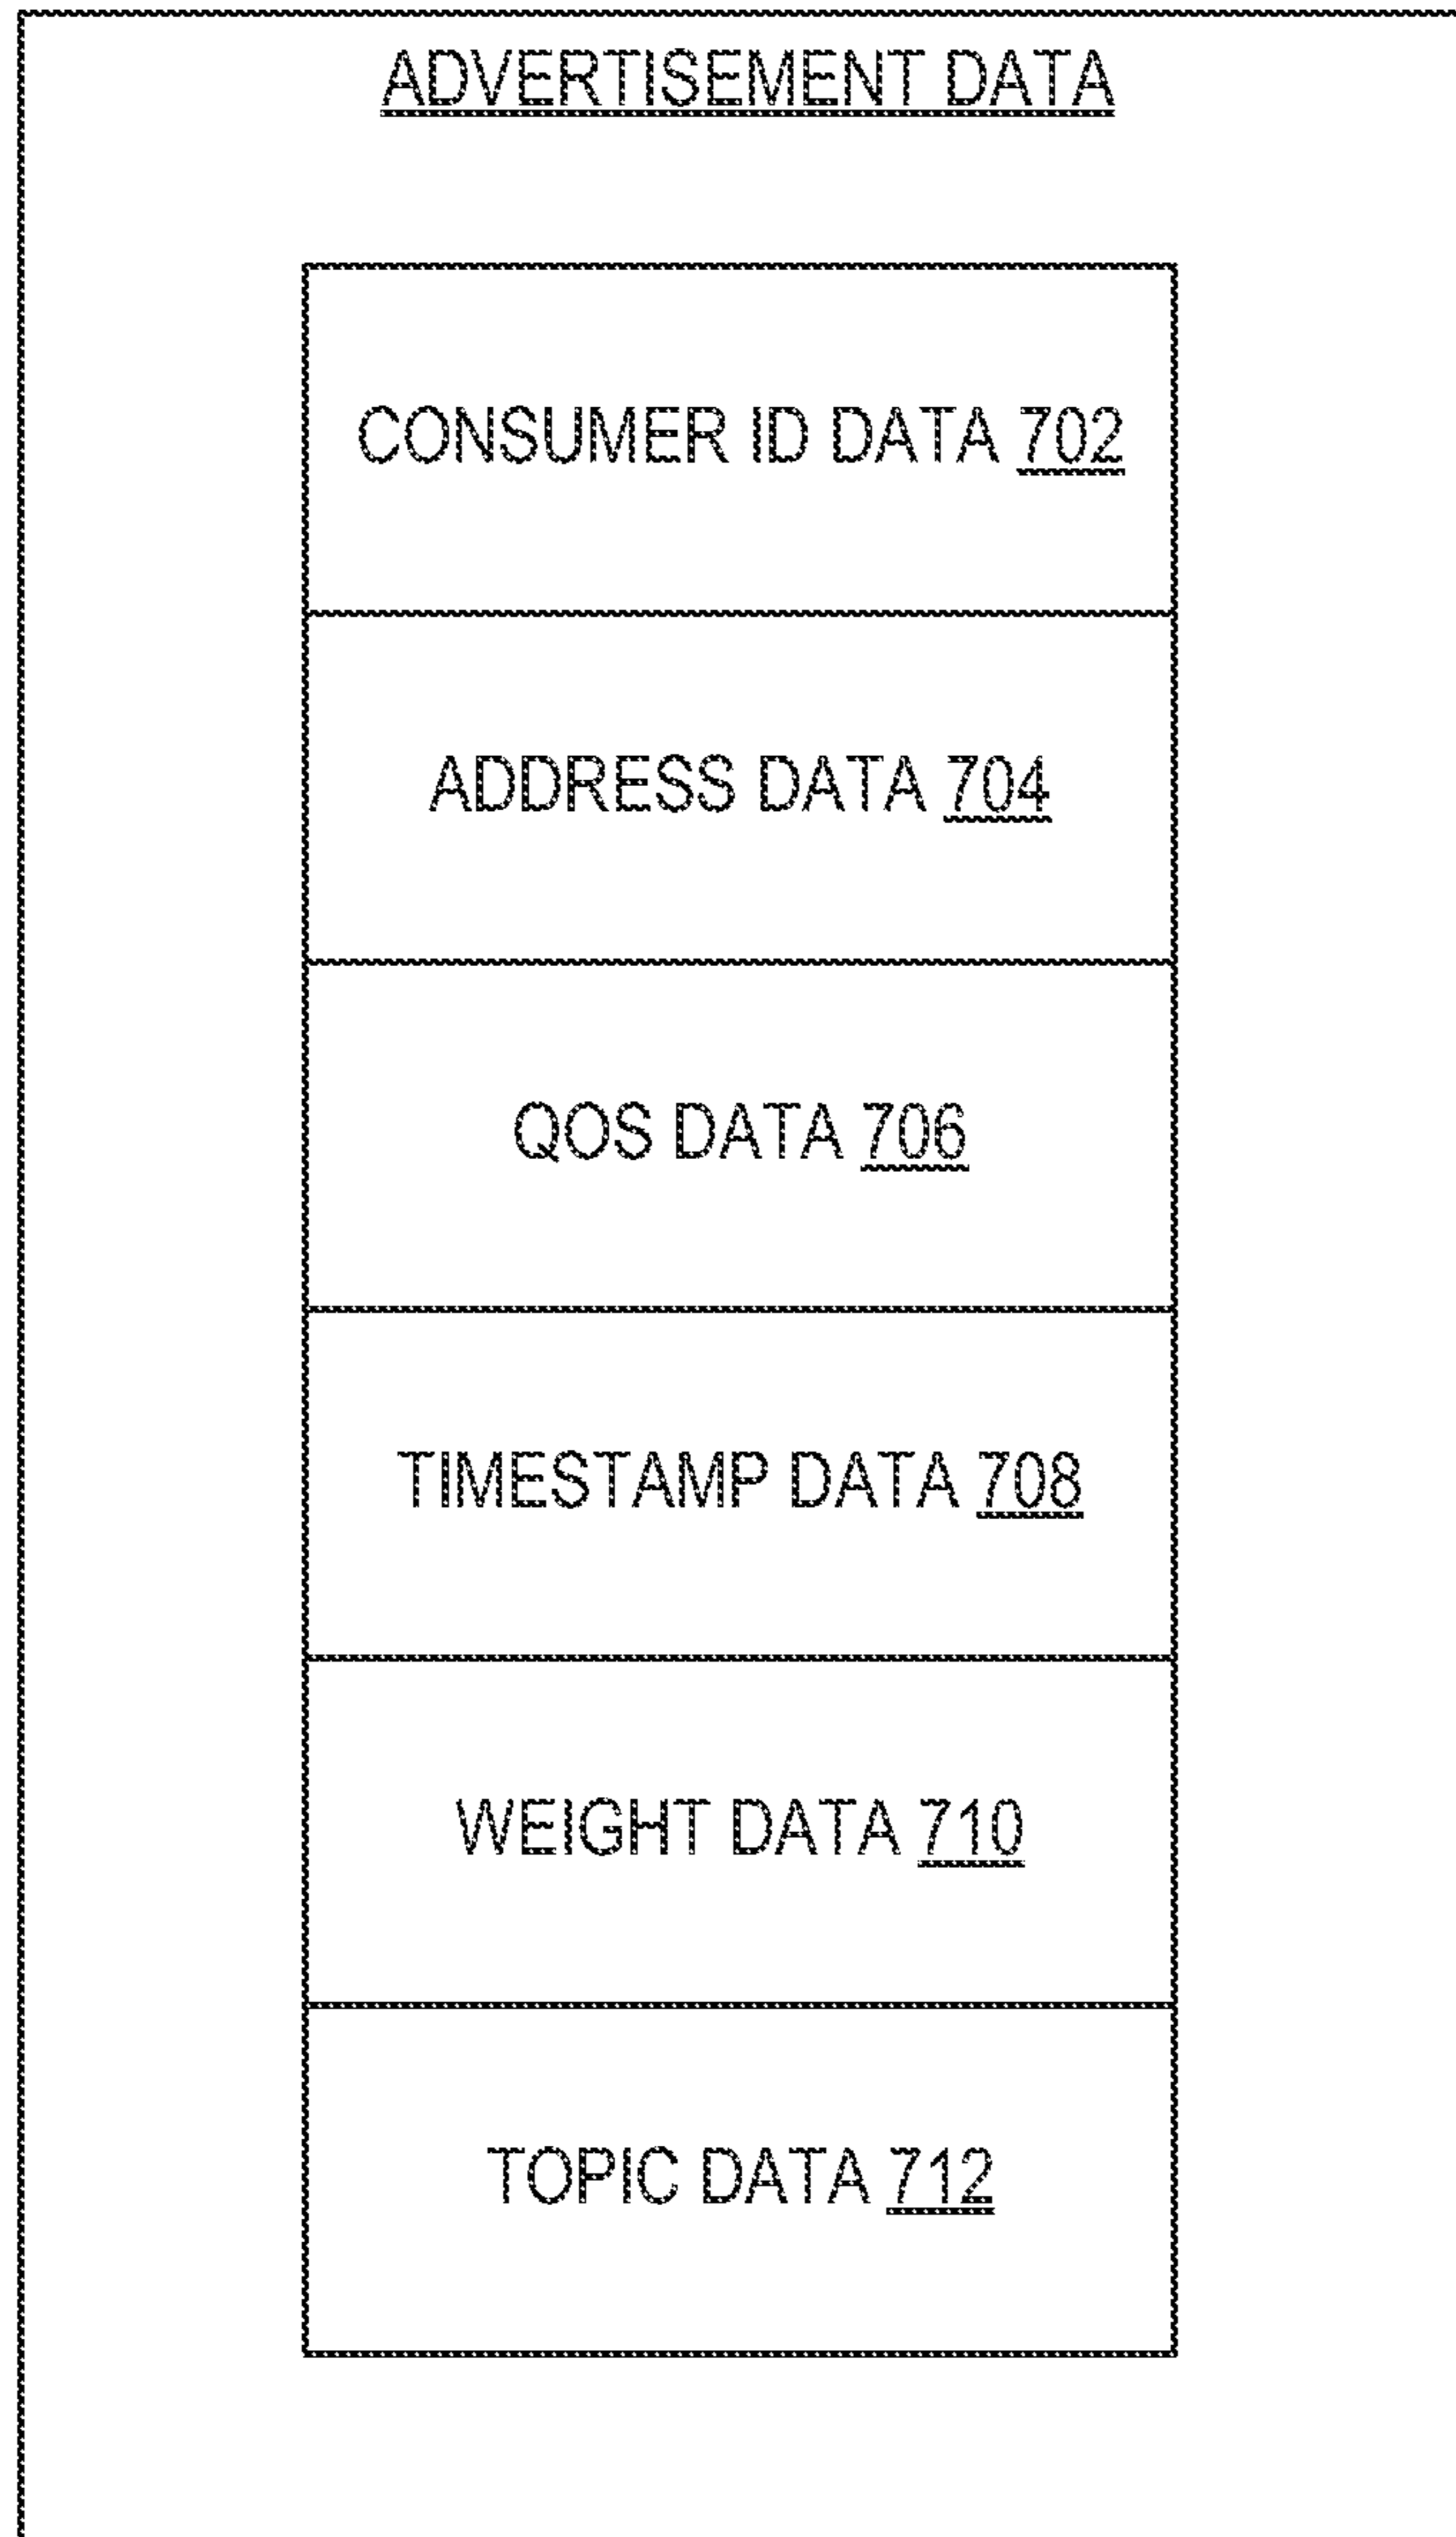 ADVERTISEMENT DATA
CONSUMER ID DATA 702
ADDRESS DATA 704
QOS DATA 706
TIMESTAMP DATA 708
WEIGHT DATA 710
TOPIC DATA 712